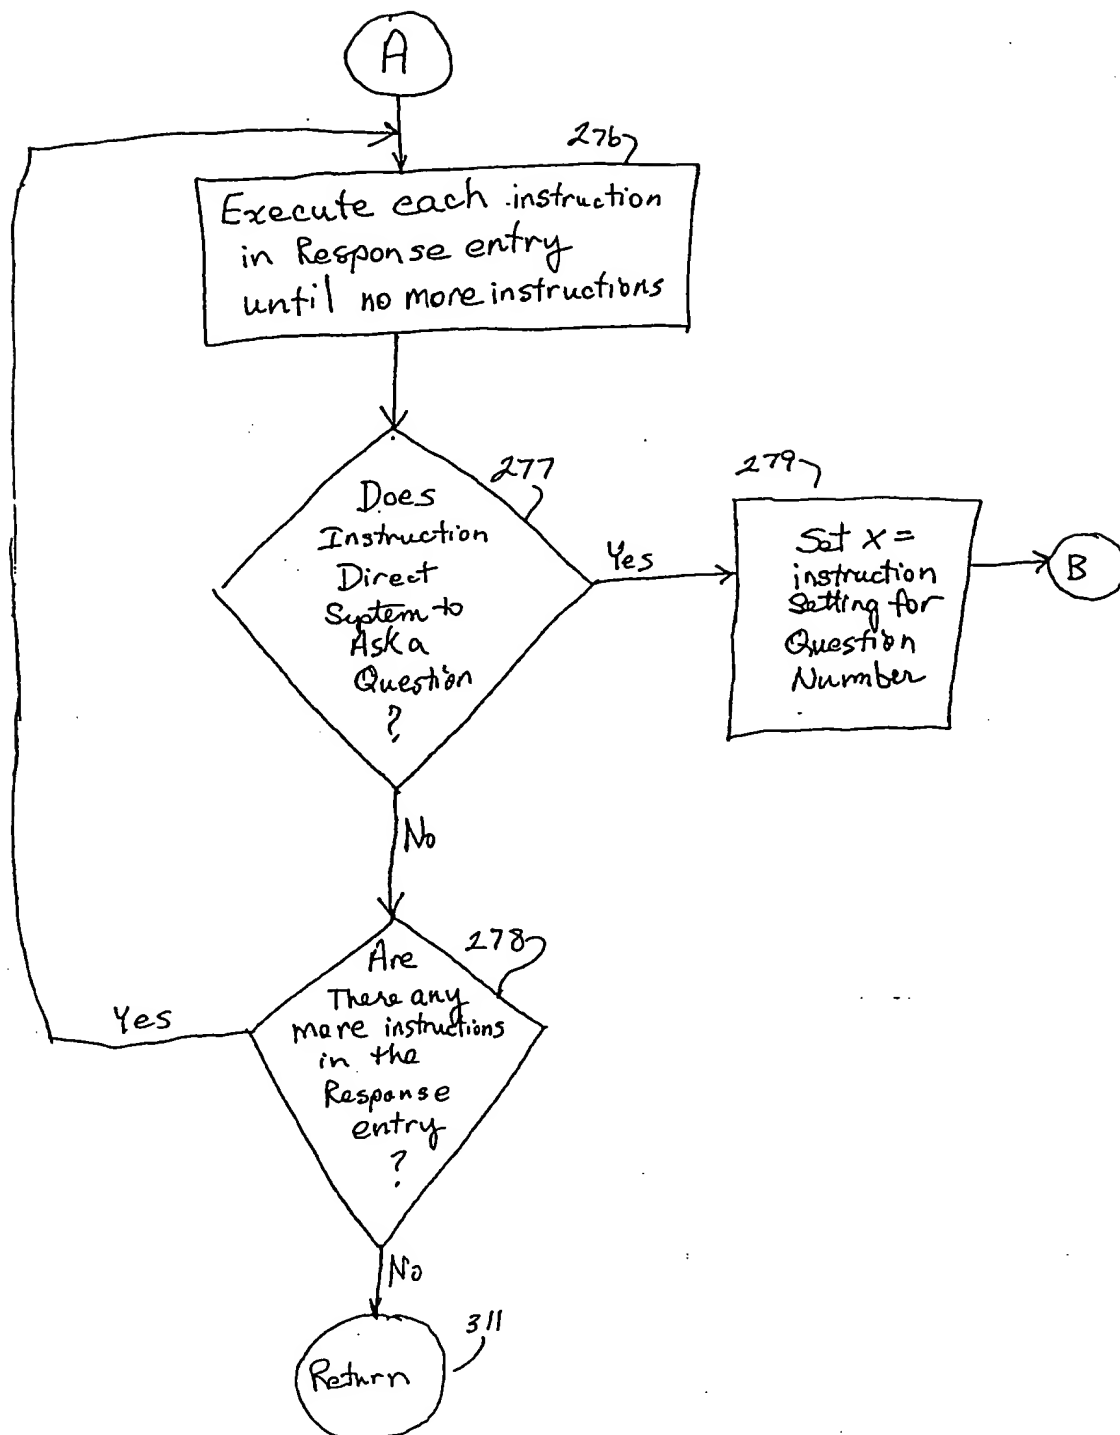 A
276
Execute each instruction
in Response entry
until no more instructions
277
Does
Instruction
Direct
System to
Ask a
Question
?
Yes
279
Set X =
instruction
Setting for
Question
Number
B
No
278
Are
There any
more instructions
in the
Response
entry
?
Yes
No
311
Return